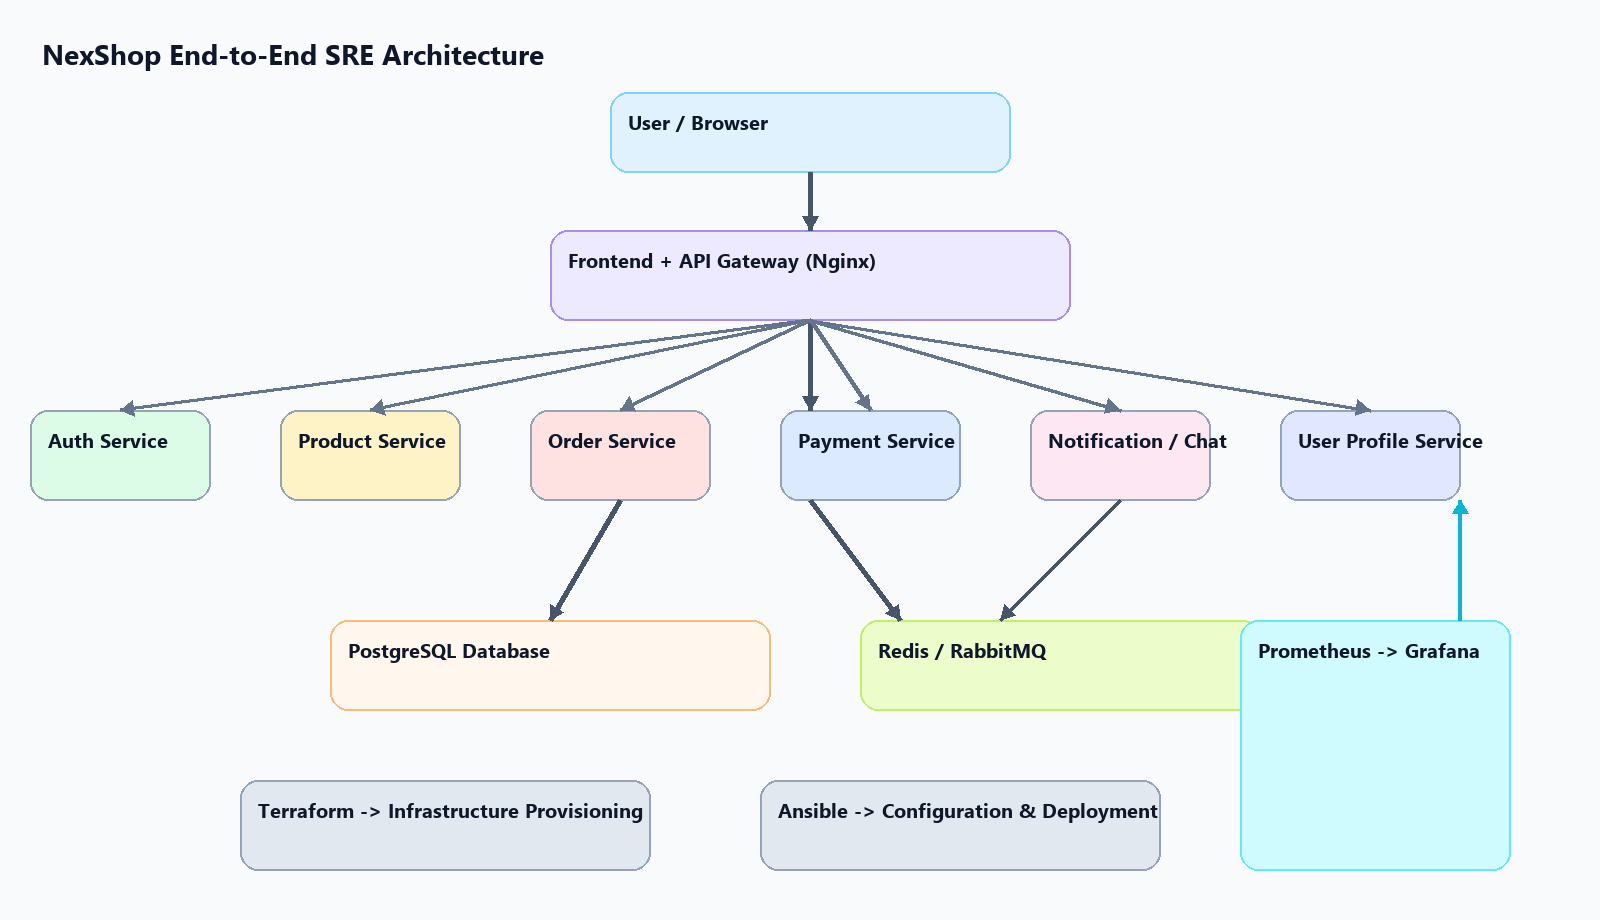 NexShop End-to-End SRE Architecture
User / Browser
Frontend + API Gateway (Nginx)
Auth Service
Product Service
Order Service
Payment Service
Notification / Chat
User Profile Service
PostgreSQL Database
Redis / RabbitMQ
Prometheus -> Grafana
Terraform -> Infrastructure Provisioning
Ansible -> Configuration & Deployment